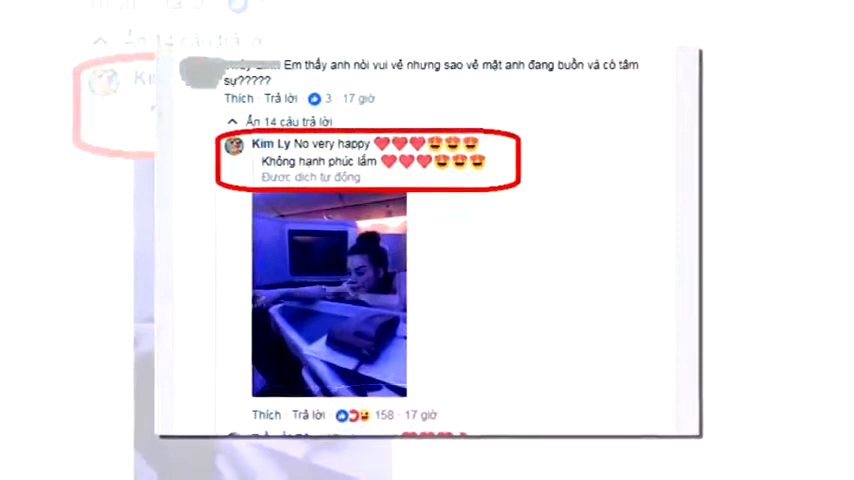 Ẩn 14 câu trả
Em thấy anh nói vui vẻ nhưng sao vẻ mặt anh đang buồn và có tâm
sự?????
Thích · Trả lời · 3 · 17 giờ
Ẩn 14 câu trả lời
Kim Ly No very happy ❤❤❤😍😍😍
Không hạnh phúc lắm ❤❤❤😍😍😍
Được dịch tự động
Thích · Trả lời · 158 · 17 giờ